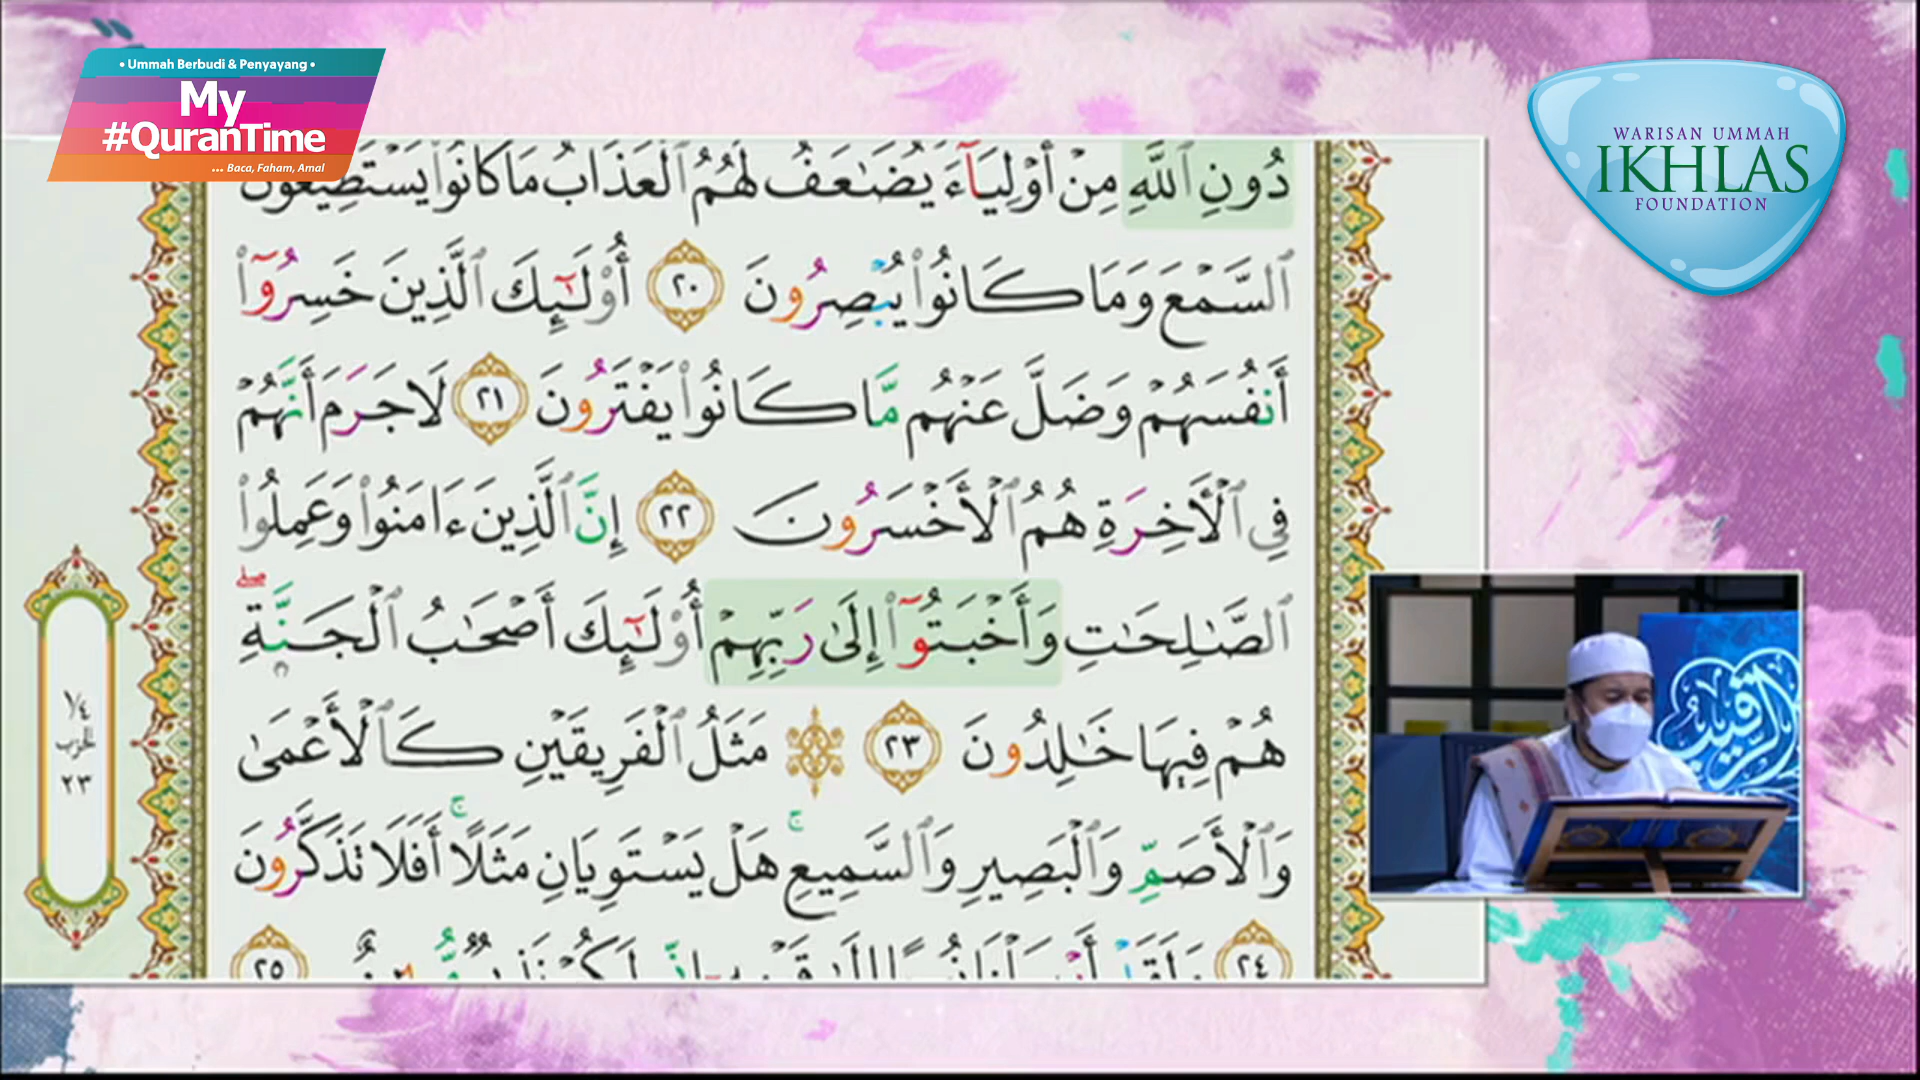 • Ummah Berbudi & Penyayang •
My
#QuranTime
... Baca, Faham, Amal
WARISAN UMMAH
IKHLAS
FOUNDATION
دُونِ ٱللَّهِ مِنْ أَوْلِيَآءَ يُضَـٰعَفُ لَهُمُ ٱلْعَذَابُ مَا كَانُوا۟ يَسْتَطِيعُونَ
ٱلسَّمْعَ وَمَا كَانُوا۟ يُبْصِرُونَ ٢٠ أُو۟لَـٰٓئِكَ ٱلَّذِينَ خَسِرُوٓا۟
أَنفُسَهُمْ وَضَلَّ عَنْهُم مَّا كَانُوا۟ يَفْتَرُونَ ٢١ لَا جَرَمَ أَنَّهُمْ
فِى ٱلْأَخِرَةِ هُمُ ٱلْأَخْسَرُونَ ٢٢ إِنَّ ٱلَّذِينَ ءَامَنُوا۟ وَعَمِلُوا۟
ٱلصَّـٰلِحَـٰتِ وَأَخْبَتُوٓا۟ إِلَىٰ رَبِّهِمْ أُو۟لَـٰٓئِكَ أَصْحَـٰبُ ٱلْجَنَّةِ ۖ
هُمْ فِيهَا خَـٰلِدُونَ ٢٣ ۞ مَثَلُ ٱلْفَرِيقَيْنِ كَٱلْأَعْمَىٰ
وَٱلْأَصَمِّ وَٱلْبَصِيرِ وَٱلسَّمِيعِ ۚ هَلْ يَسْتَوِيَانِ مَثَلًا ۚ أَفَلَا تَذَكَّرُونَ
٢٤ ٢٥
١/٤
الحزب
٢٣